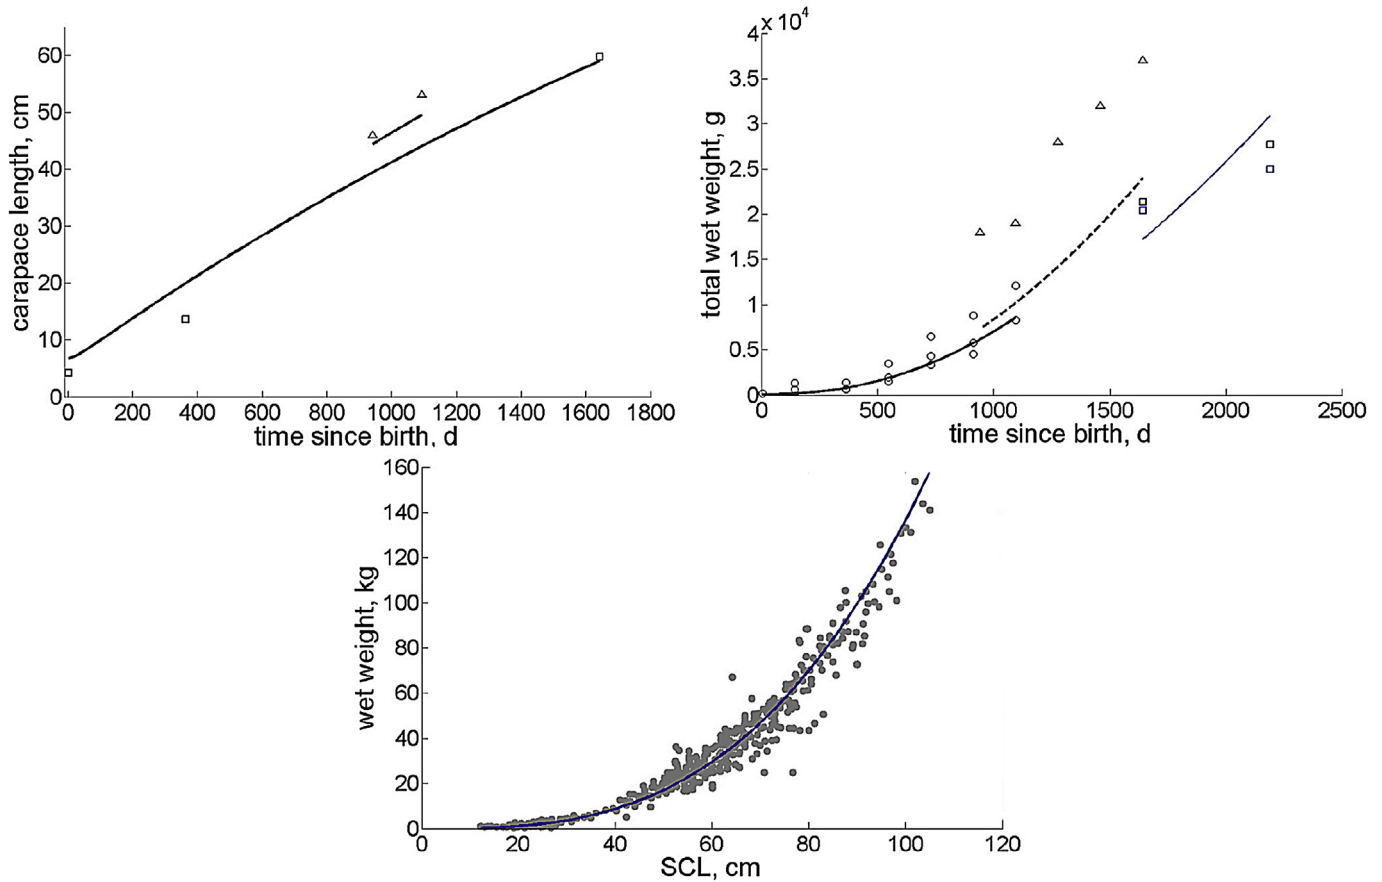 60
50
40
30
20
10
0
carapace length, cm
0 200 400 600 800 1000 1200 1400 1600 1800
time since birth, d
4 x 10^4
3.5
3
2.5
2
1.5
1
0.5
0
total wet weight, g
0 500 1000 1500 2000 2500
time since birth, d
160
140
120
100
80
60
40
20
0
wet weight, kg
0 20 40 60 80 100 120
SCL, cm